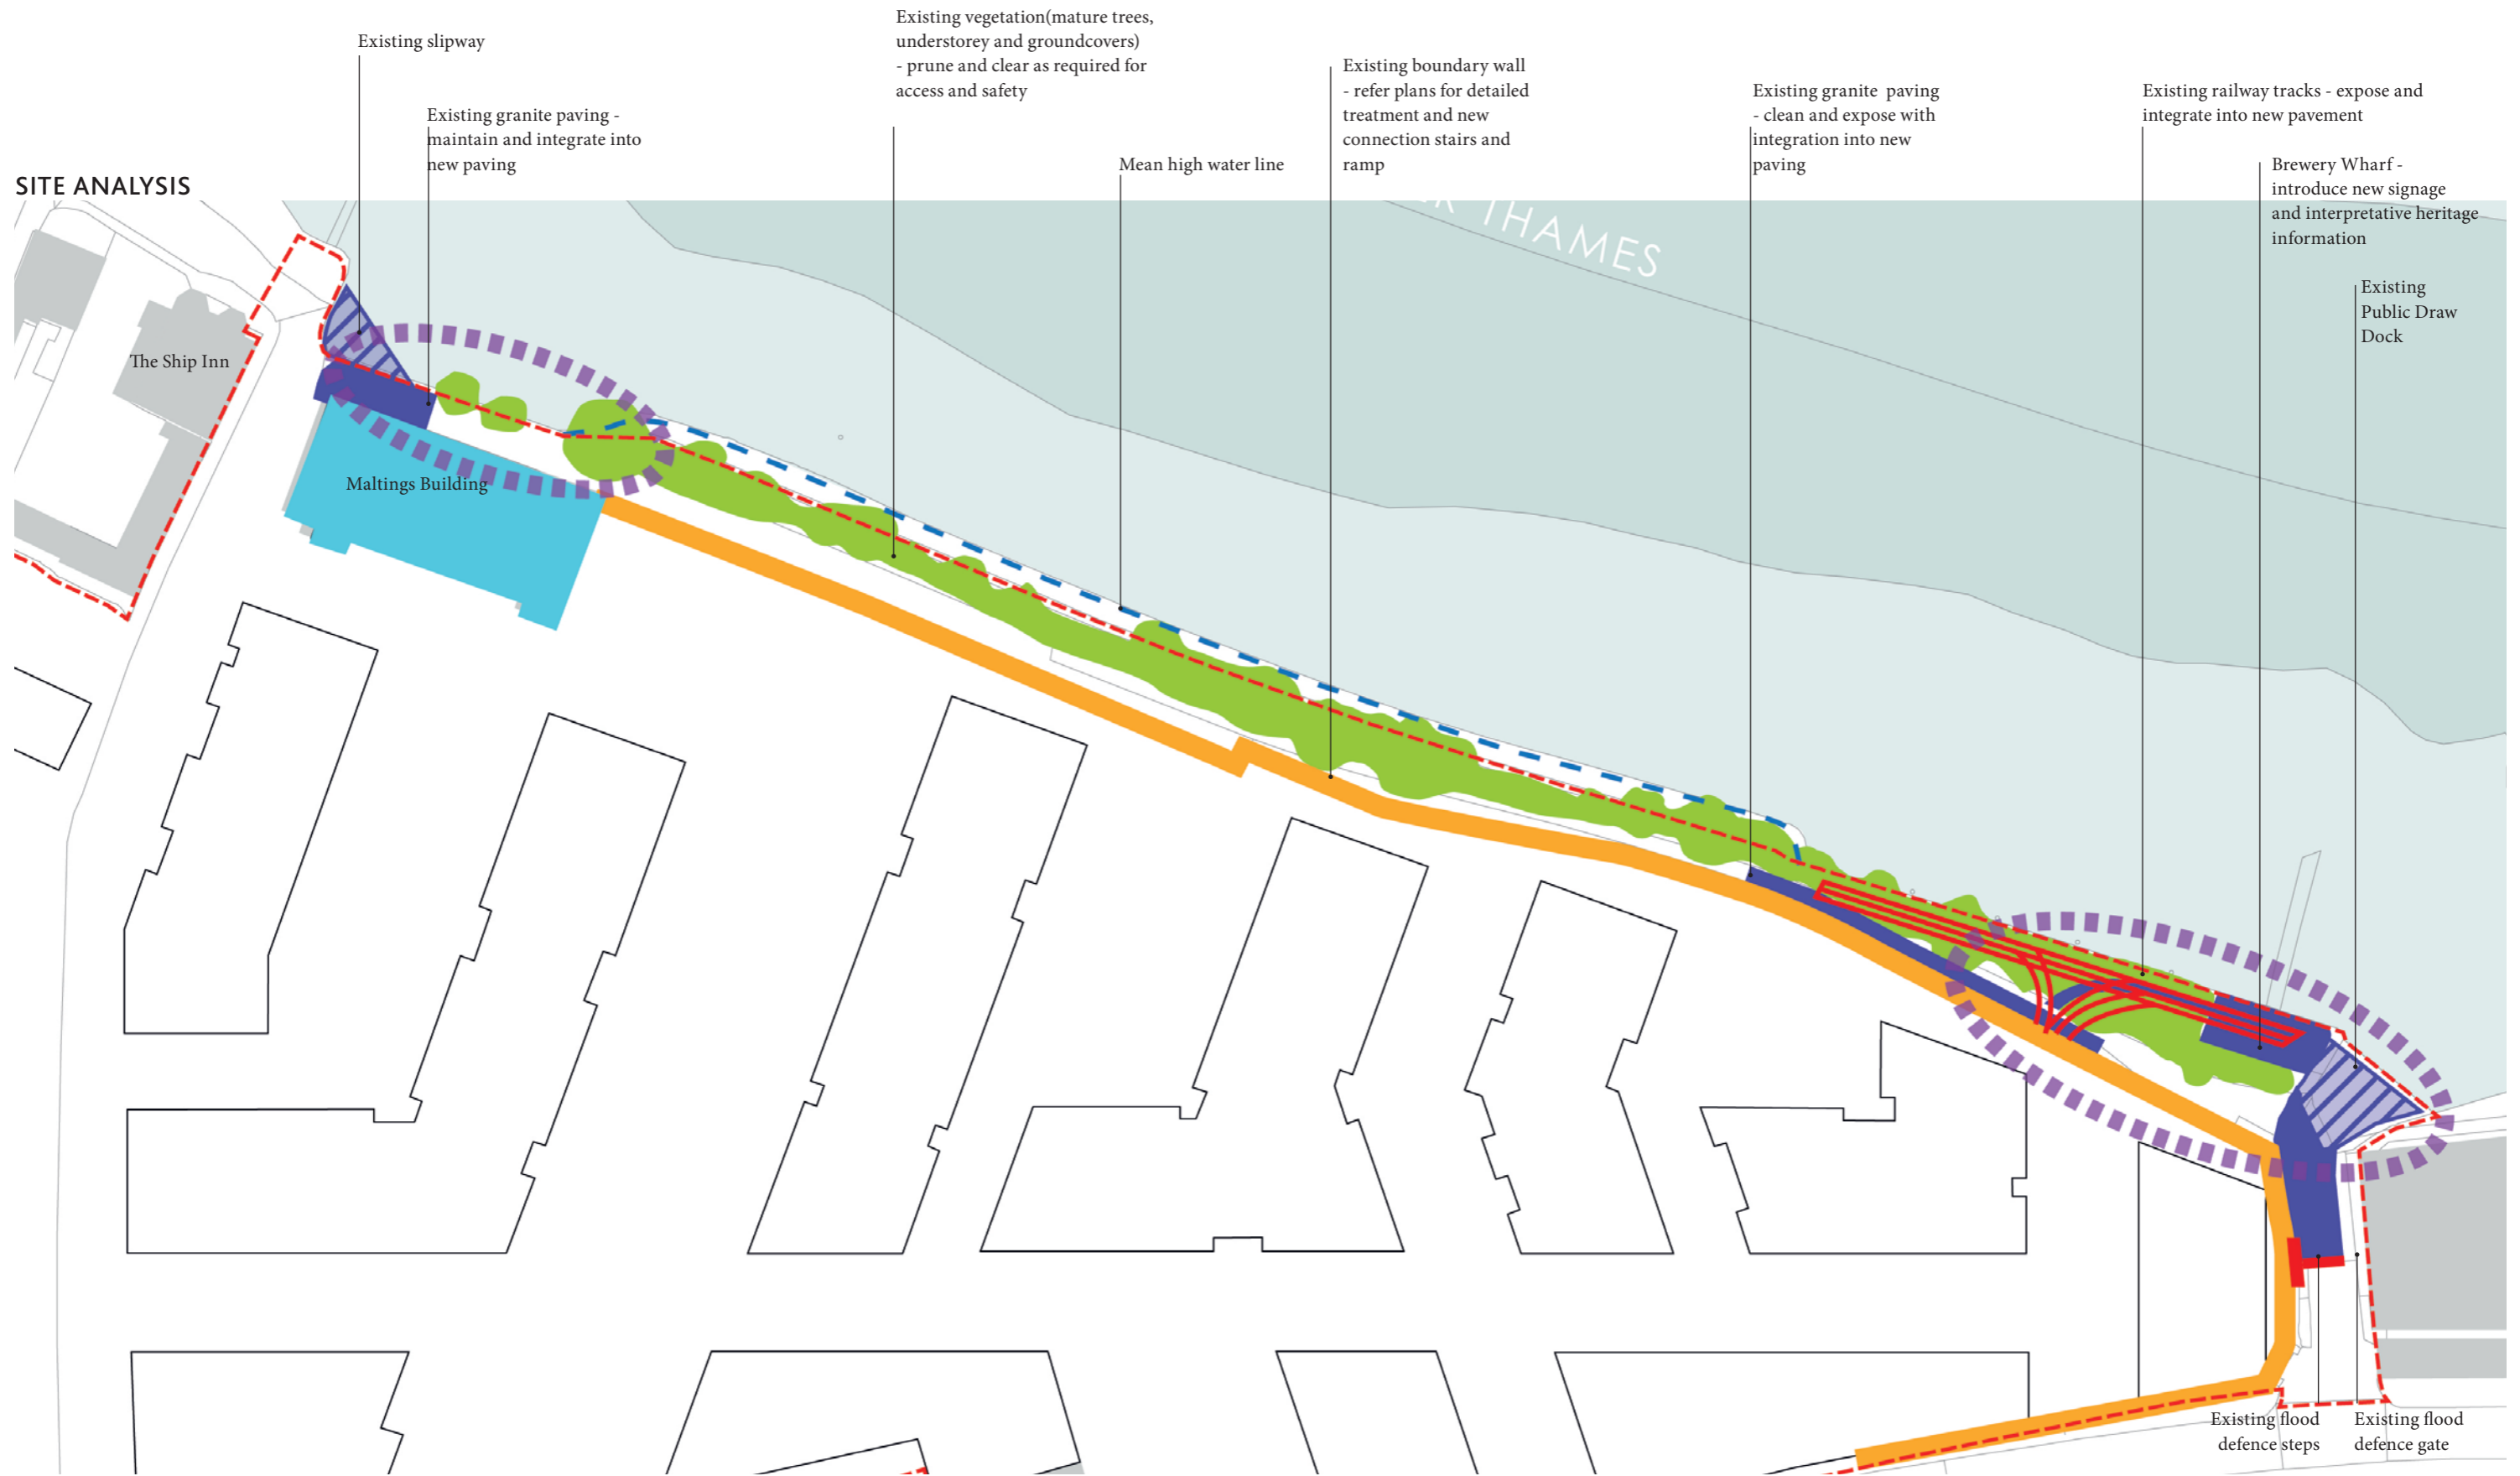 Existing slipway
Existing granite paving -
maintain and integrate into
new paving
Existing vegetation(mature trees,
understorey and groundcovers)
- prune and clear as required for
access and safety
Mean high water line
Existing boundary wall
- refer plans for detailed
treatment and new
connection stairs and
ramp
Existing granite paving
- clean and expose with
integration into new
paving
Existing railway tracks - expose and
integrate into new pavement
Brewery Wharf -
introduce new signage
and interpretative heritage
information
Existing
Public Draw
Dock
SITE ANALYSIS
THAMES
The Ship Inn
Maltings Building
Existing flood
defence steps
Existing flood
defence gate